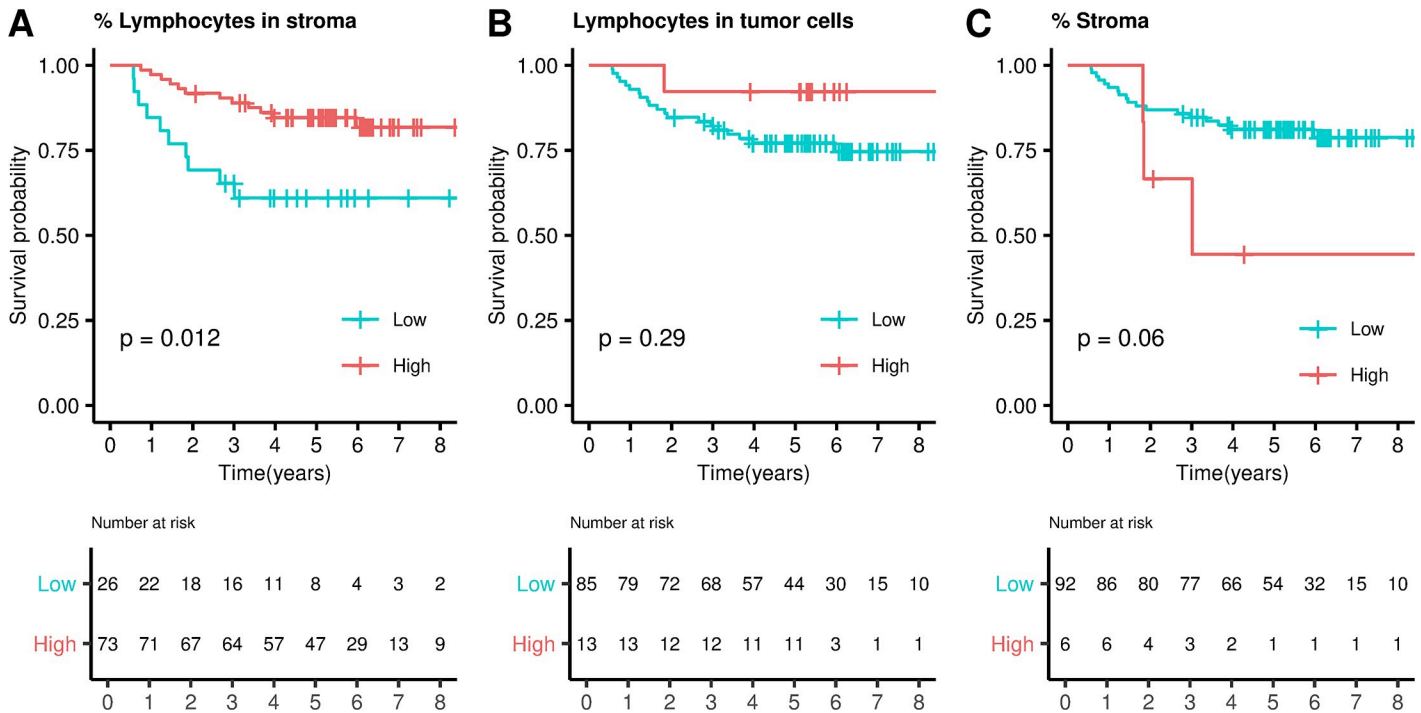 A
% Lymphocytes in stroma
Survival probability
1.00
0.75
0.50
0.25
0.00
p = 0.012
Low
High
0 1 2 3 4 5 6 7 8
Time(years)
Number at risk
Low 26 22 18 16 11 8 4 3 2
High 73 71 67 64 57 47 29 13 9
0 1 2 3 4 5 6 7 8
B
Lymphocytes in tumor cells
Survival probability
1.00
0.75
0.50
0.25
0.00
p = 0.29
Low
High
0 1 2 3 4 5 6 7 8
Time(years)
Number at risk
Low 85 79 72 68 57 44 30 15 10
High 13 13 12 12 11 11 3 1 1
0 1 2 3 4 5 6 7 8
C
% Stroma
Survival probability
1.00
0.75
0.50
0.25
0.00
p = 0.06
Low
High
0 1 2 3 4 5 6 7 8
Time(years)
Number at risk
Low 92 86 80 77 66 54 32 15 10
High 6 6 4 3 2 1 1 1 1
0 1 2 3 4 5 6 7 8